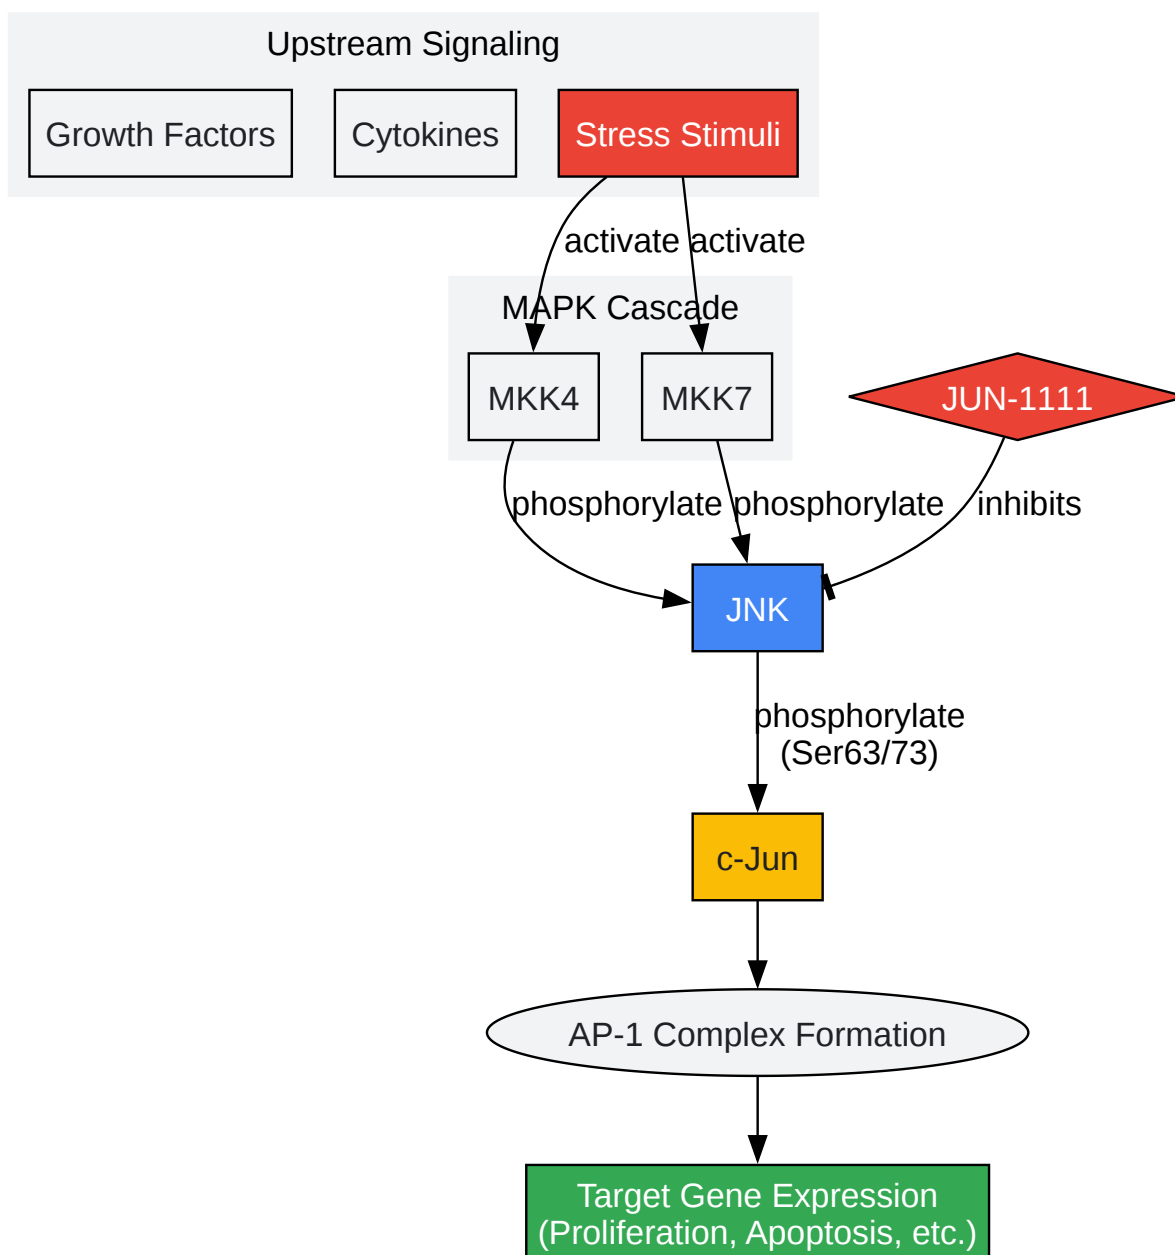 Upstream Signaling
Growth Factors
Cytokines
Stress Stimuli
activate
activate
MAPK Cascade
MKK4
MKK7
JUN-1111
phosphorylate
phosphorylate
inhibits
JNK
phosphorylate
(Ser63/73)
c-Jun
AP-1 Complex Formation
Target Gene Expression
(Proliferation, Apoptosis, etc.)